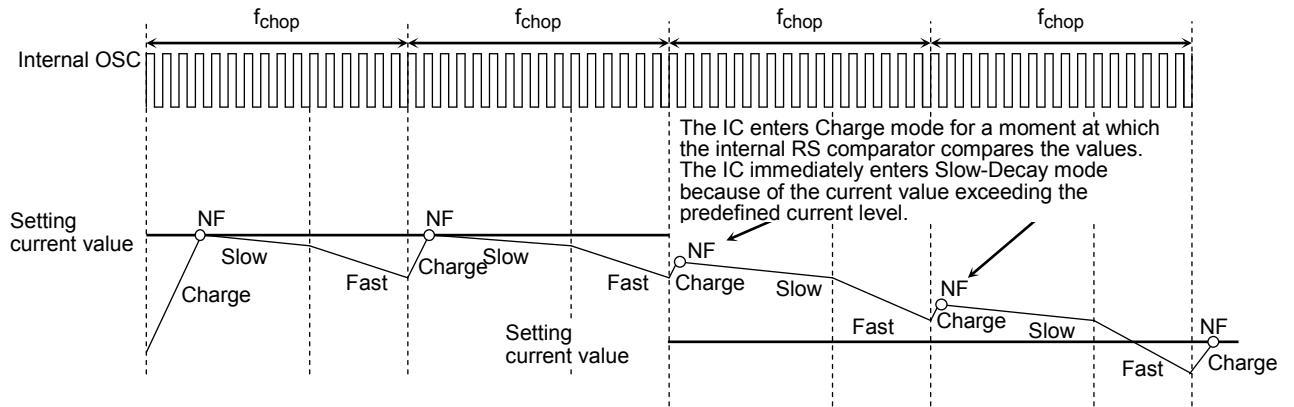 fchop fchop fchop fchop
Internal OSC
The IC enters Charge mode for a moment at which
the internal RS comparator compares the values.
The IC immediately enters Slow-Decay mode
because of the current value exceeding the
predefined current level.
Setting
current value
NF
Slow
Charge
Fast
NF
Charge
Slow
Fast
NF
Charge
Slow
Fast
NF
Charge
Slow
Fast
NF
Charge
Setting
current value